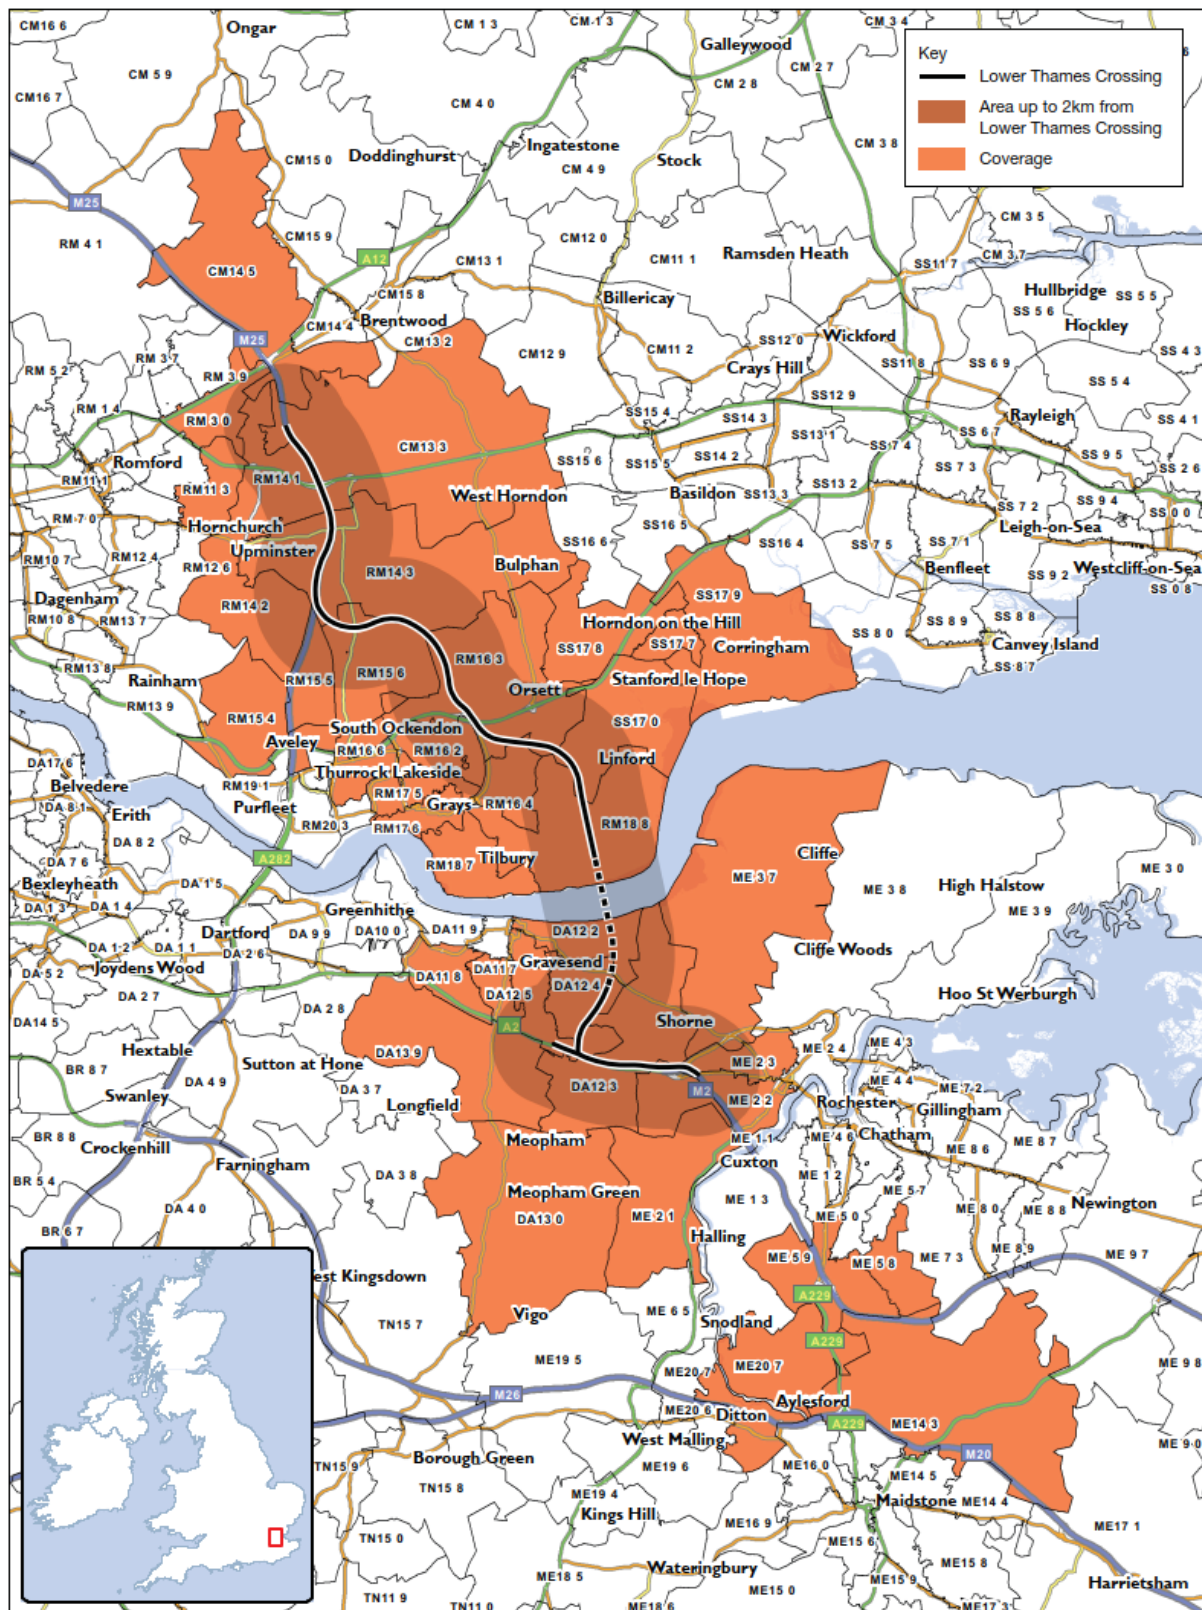 CM16 6
Ongar
CM 1 3
CM 1 3
CM 3 4
Galleywood
CM 5 9
CM 2 8
CM 2 7
CM16 7
CM 4 0
Key
Lower Thames Crossing
Area up to 2km from
Lower Thames Crossing
Coverage
CM15 0
Doddinghurst
Ingatestone
CM 4 9
Stock
CM 3 8
M25
RM 4 1
CM15 9
A12
CM12 0
CM13 1
CM11 1
Ramsden Heath
SS11 7
CM 3 5
CM 3 7
CM14 5
CM15 8
Billericay
Hullbridge
SS 5 5
SS 5 6
Hockley
CM14 4
Brentwood
CM13 2
M25
CM12 9
CM11 2
SS12 0
Wickford
SS 4 3
RM 3 7
RM 5 2
RM 3 9
Crays Hill
SS11 8
SS 6 9
SS 5 4
SS12 9
RM 1 4
RM 3 0
SS15 4
SS14 3
Rayleigh
SS 4 1
CM13 3
SS13 1
SS 6 7
SS 7 4
Romford
RM14 1
SS15 6
SS15 5
SS14 2
SS 9 5
SS 2 6
RM11 1
RM11 3
SS 7 3
SS13 2
West Horndon
Basildon
SS13 3
SS 9 4
SS 7 2
SS 0 0
RM 7 0
Hornchurch
SS16 5
Leigh-on-Sea
Upminster
SS16 6
SS16 4
SS 7 5
SS 7 1
RM10 7
RM12 4
RM12 6
RM14 3
Bulphan
Benfleet
SS 9 2
Westcliff-on-Sea
SS 0 8
Dagenham
RM14 2
SS17 9
RM10 8
RM13 7
Horndon on the Hill
SS 8 9
SS 8 8
SS 8 0
SS17 8
SS17 7
Corringham
Canvey Island
SS 8 7
RM13 8
Rainham
RM15 5
RM15 6
RM16 3
Orsett
Stanford le Hope
RM13 9
RM15 4
South Ockendon
SS17 0
Aveley
RM16 6
RM16 2
Linford
DA17 6
Thurrock Lakeside
Belvedere
RM19 1
RM17 5
Grays
RM16 4
DA 8 1
Erith
Purfleet
RM20 3
RM17 6
RM18 8
DA 8 2
A282
RM18 7
Tilbury
Cliffe
DA 7 6
ME 3 7
ME 3 8
High Halstow
ME 3 0
Bexleyheath
DA 1 5
DA 1 3
DA 1 4
Greenhithe
ME 3 9
Dartford
DA 9 9
DA10 0
DA11 9
DA12 2
DA 1 2
DA 1 1
DA 2 6
Cliffe Woods
DA 5 2
Joydens Wood
DA11 8
DA11 7
Gravesend
DA12 5
DA12 4
DA 2 7
DA 2 8
Hoo St Werburgh
DA14 5
A2
Shorne
Hextable
Sutton at Hone
DA13 9
ME 2 4
ME 4 3
BR 8 7
ME 2 3
DA 4 9
DA 3 7
DA12 3
M2
ME 2 2
ME 4 4
ME 7 2
Swanley
Longfield
Rochester
Gillingham
BR 8 8
Crockenhill
Meopham
ME 1 1
ME 4 6
Chatham
ME 8 7
ME 8 6
Farningham
Cuxton
BR 5 4
DA 3 8
ME 1 2
ME 5 7
Meopham Green
ME 1 3
Newington
DA 4 0
DA13 0
ME 2 1
ME 5 0
ME 8 0
ME 8 8
BR 6 7
Halling
ME 5 9
ME 5 8
ME 7 3
ME 8 9
ME 9 7
est Kingsdown
A229
ME 6 5
Snodland
Vigo
TN15 7
A229
ME19 5
ME20 7
ME20 7
ME 9 8
M26
Aylesford
ME20 6
Ditton
A229
ME14 3
West Malling
M20
ME 9 0
Borough Green
TN15 9
ME19 6
ME16 0
ME14 5
TN15 8
ME19 4
Maidstone
ME14 4
Kings Hill
ME16 9
ME17 1
TN15 0
ME15 6
ME15 8
Wateringbury
ME18 5
ME15 0
ME15 9
Harrietsham
TN11 9
TN11 0
ME18 6
ME17 3